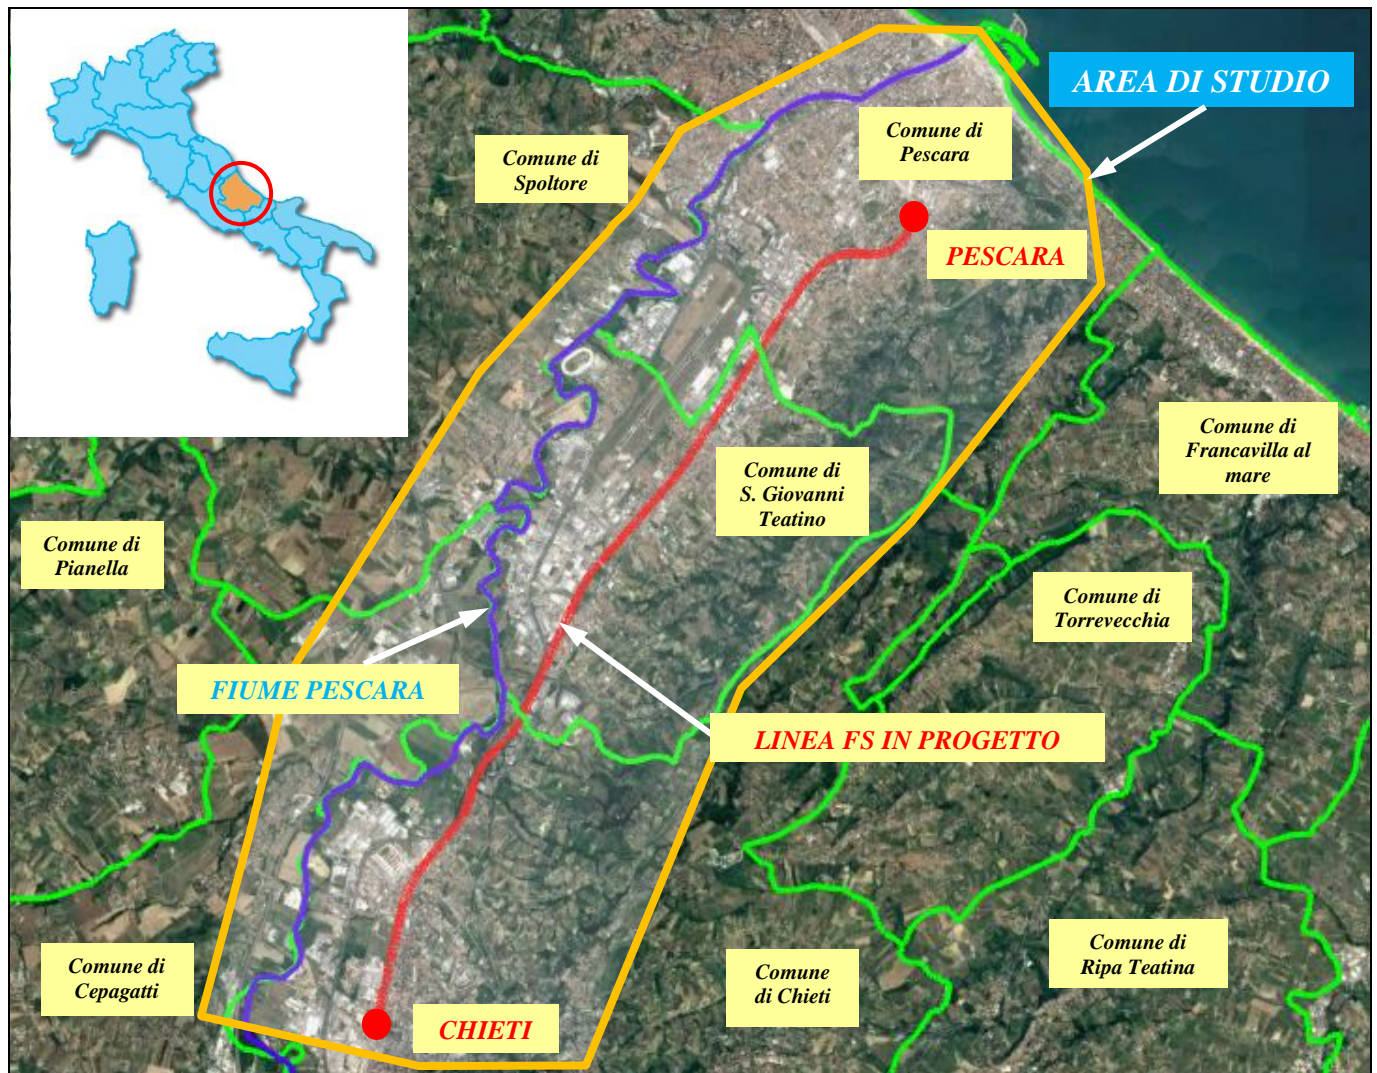 AREA DI STUDIO
Comune di
Pescara
Comune di
Spoltore
PESCARA
Comune di
Francavilla al
mare
Comune di
S. Giovanni
Teatino
Comune di
Pianella
Comune di
Torrevecchia
FIUME PESCARA
LINEA FS IN PROGETTO
Comune di
Ripa Teatina
Comune di
Cepagatti
Comune
di Chieti
CHIETI